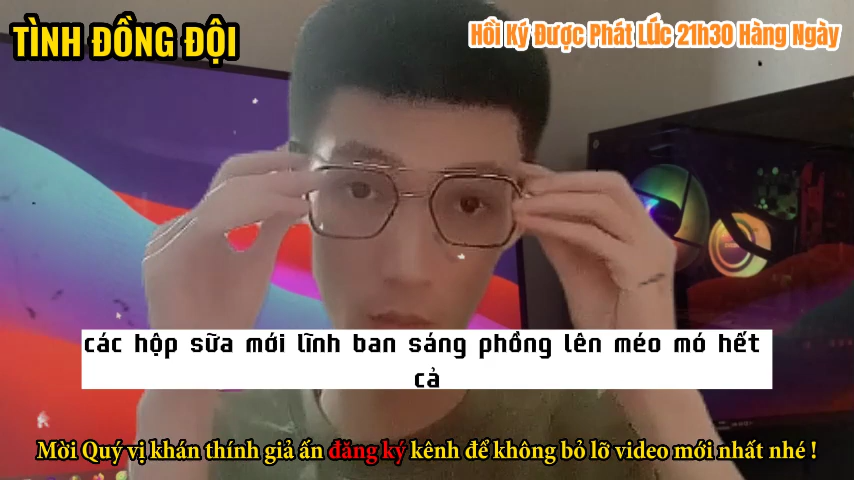 TÌNH ĐỒNG ĐỘI
Hồi Ký Được Phát Lúc 21h30 Hàng Ngày
các hộp sữa mới lĩnh ban sáng phồng lên méo mó hết
cả
Mời Quý vị khán thính giả ấn đăng ký kênh để không bỏ lỡ video mới nhất nhé !